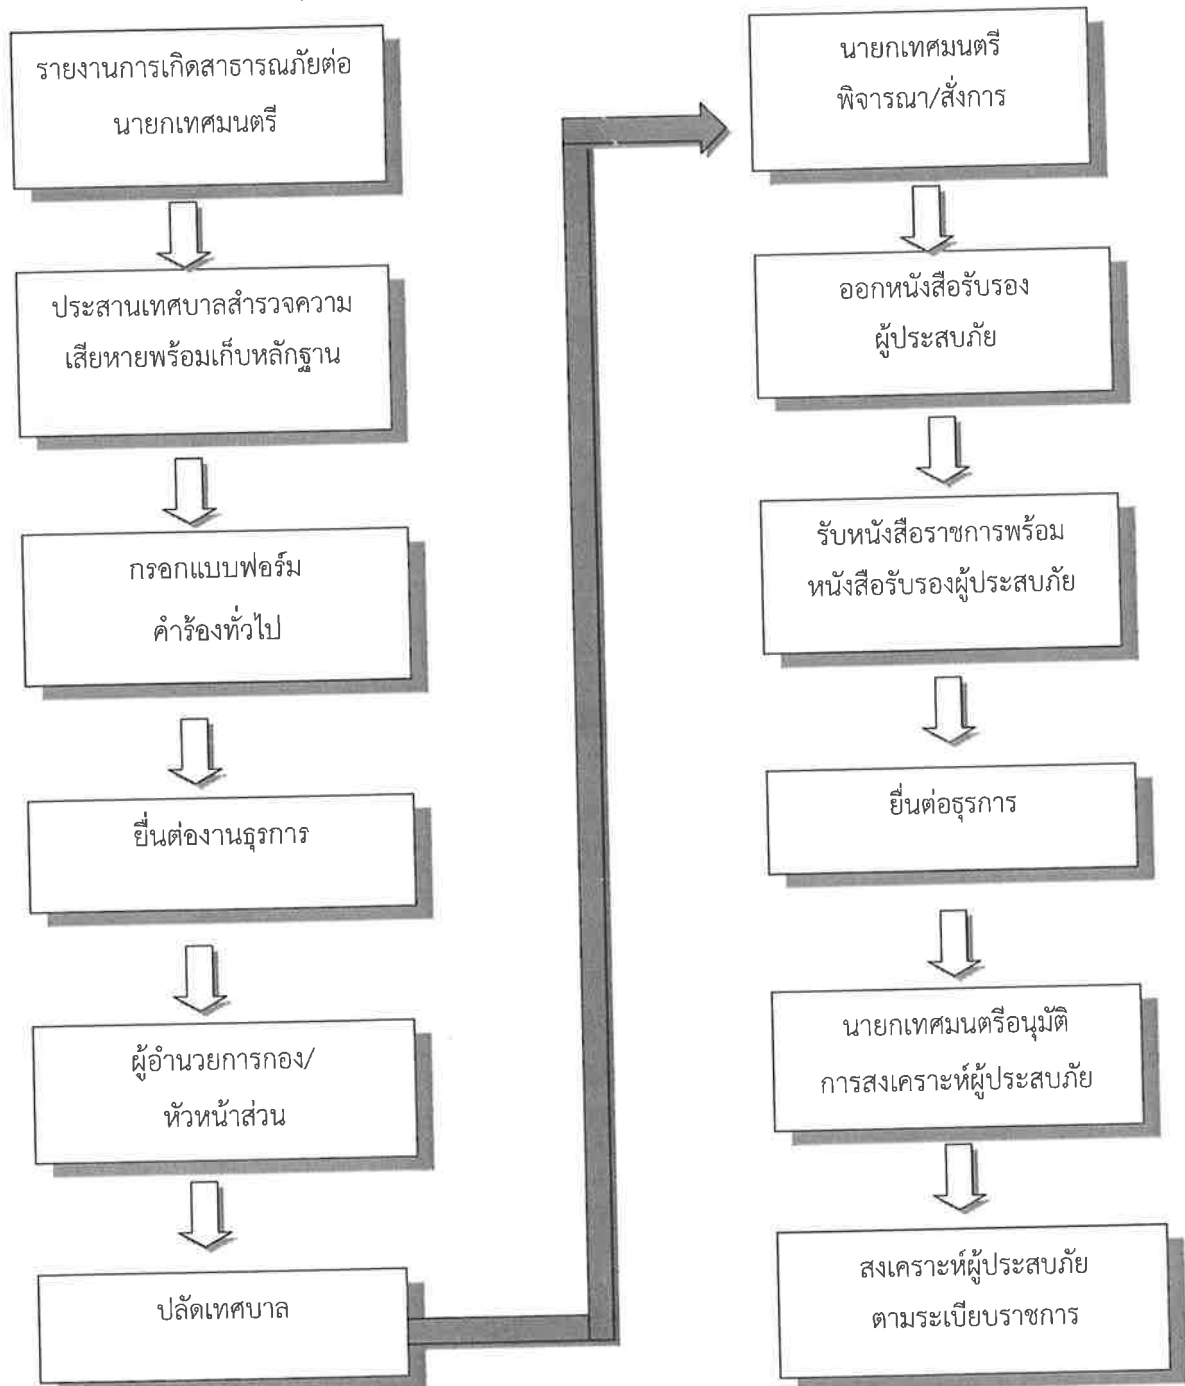 รายงานการเกิดสาธารณภัยต่อ
นายกเทศมนตรี
ประสานเทศบาลสำรวจความ
เสียหายพร้อมเก็บหลักฐาน
กรอกแบบฟอร์ม
คำร้องทั่วไป
ยื่นต่องานธุรการ
ผู้อำนวยการกอง/
หัวหน้าส่วน
ปลัดเทศบาล
นายกเทศมนตรี
พิจารณา/สั่งการ
ออกหนังสือรับรอง
ผู้ประสบภัย
รับหนังสือราชการพร้อม
หนังสือรับรองผู้ประสบภัย
ยื่นต่อธุรการ
นายกเทศมนตรีอนุมัติ
การสงเคราะห์ผู้ประสบภัย
สงเคราะห์ผู้ประสบภัย
ตามระเบียบราชการ